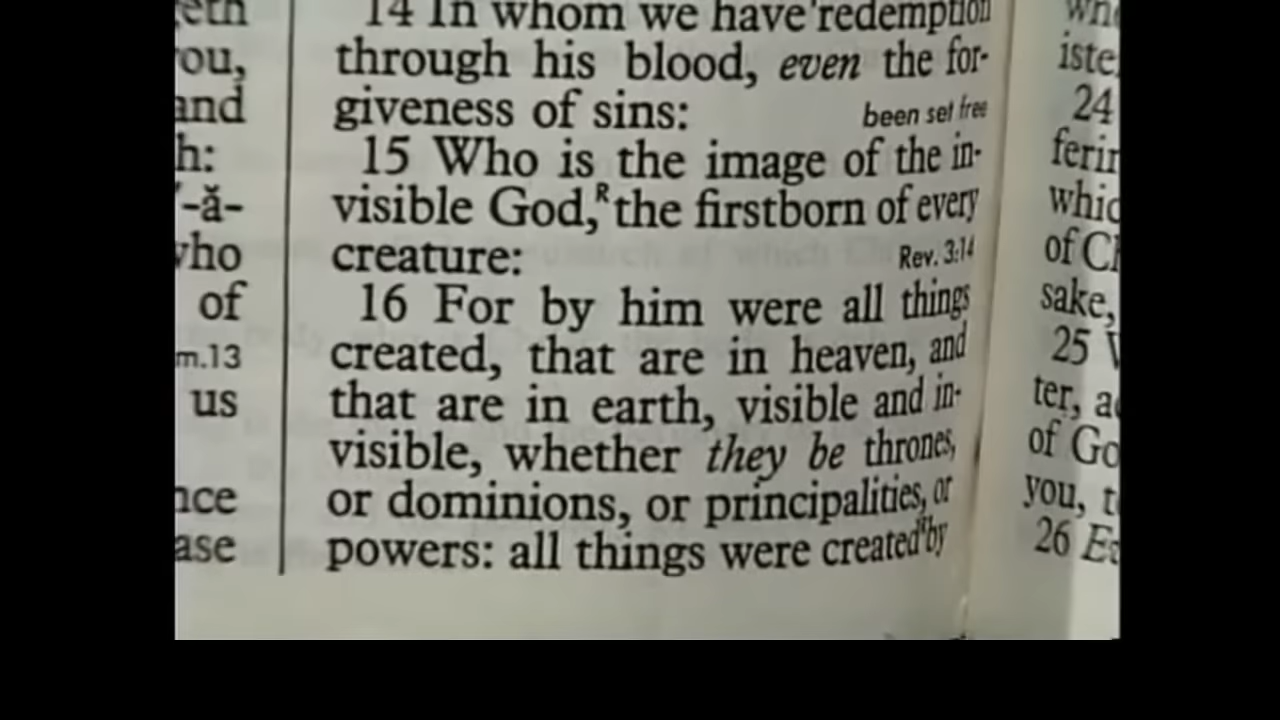 eth
ou,
and
h:
-ă-
who
of
m.13
us
nce
ase
14 In whom we have redemption
through his blood, even the for-
giveness of sins: been set free
15 Who is the image of the in-
visible God,ᴿ the firstborn of every
creature: Rev. 3:14
16 For by him were all things
created, that are in heaven, and
that are in earth, visible and in-
visible, whether they be thrones,
or dominions, or principalities, or
powers: all things were created by
iste
24
ferin
whic
of Ch
sake,
25
ter, a
of Go
you, t
26